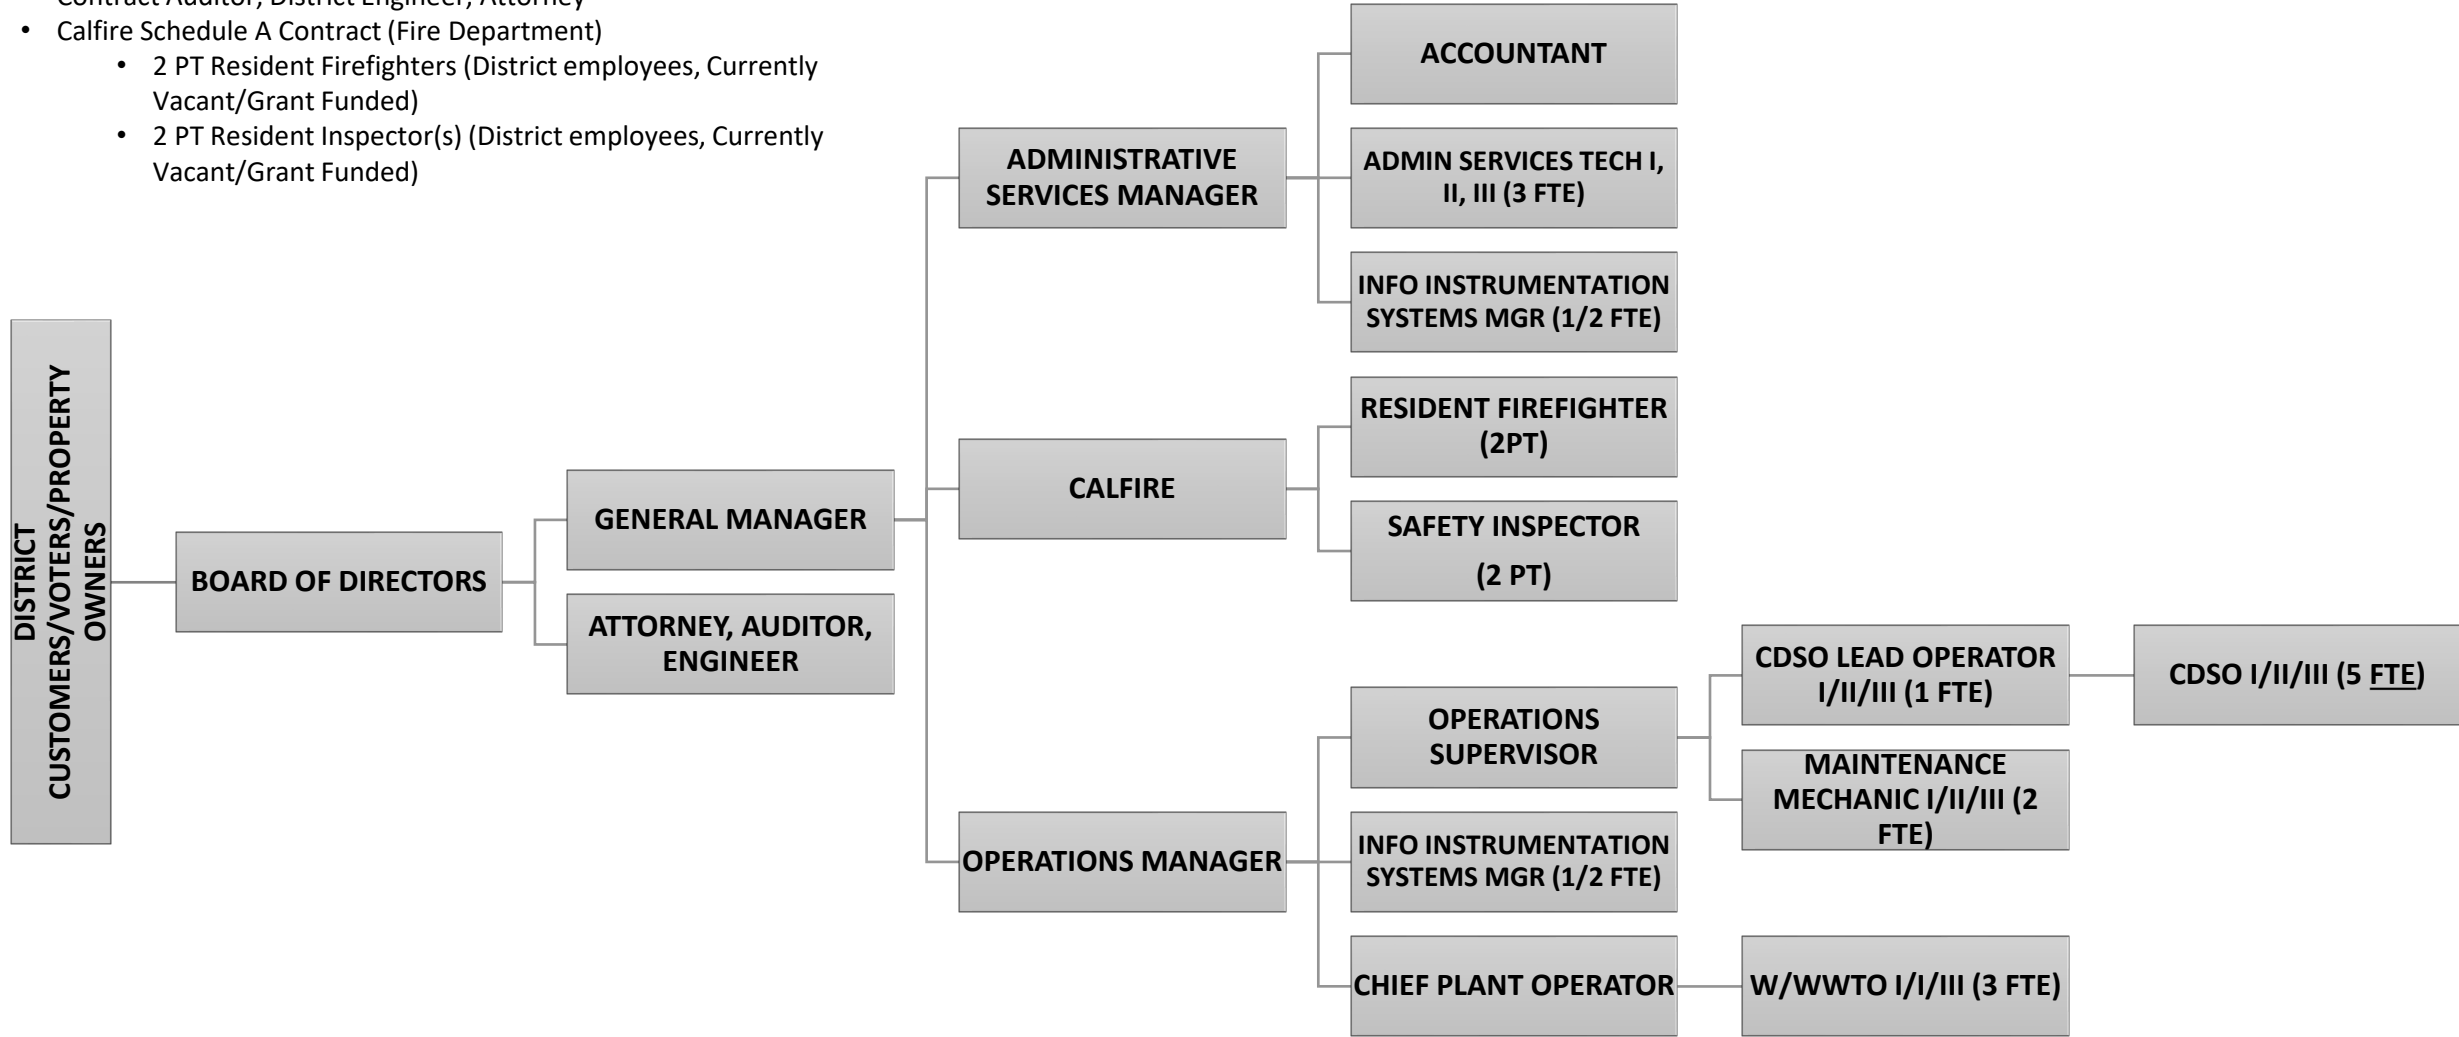 Contract Auditor, District Engineer, Attorney
• Calfire Schedule A Contract (Fire Department)
• 2 PT Resident Firefighters (District employees, Currently
Vacant/Grant Funded)
• 2 PT Resident Inspector(s) (District employees, Currently
Vacant/Grant Funded)
DISTRICT
CUSTOMERS/VOTERS/PROPERTY
OWNERS
BOARD OF DIRECTORS
GENERAL MANAGER
ATTORNEY, AUDITOR,
ENGINEER
ADMINISTRATIVE
SERVICES MANAGER
ACCOUNTANT
ADMIN SERVICES TECH I,
II, III (3 FTE)
INFO INSTRUMENTATION
SYSTEMS MGR (1/2 FTE)
CALFIRE
RESIDENT FIREFIGHTER
(2PT)
SAFETY INSPECTOR
(2 PT)
OPERATIONS MANAGER
OPERATIONS
SUPERVISOR
CDSO LEAD OPERATOR
I/II/III (1 FTE)
CDSO I/II/III (5 FTE)
MAINTENANCE
MECHANIC I/II/III (2
FTE)
INFO INSTRUMENTATION
SYSTEMS MGR (1/2 FTE)
CHIEF PLANT OPERATOR
W/WWTO I/I/III (3 FTE)